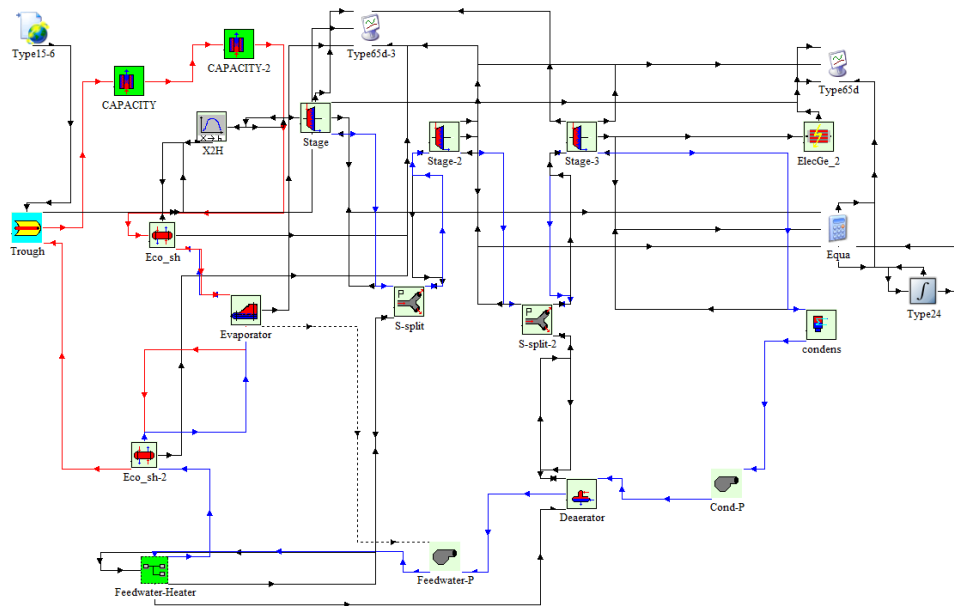 Type15-6
Type65d-3
CAPACITY-2
Type65d
CAPACITY
X2H
Stage
Stage-2
Stage-3
ElecGe_2
Trough
Eco_sh
Equa
Type24
P
S-split
Evaporator
P
S-split-2
condens
Eco_sh-2
Cond-P
Deaerator
Feedwater-P
Feedwater-Heater